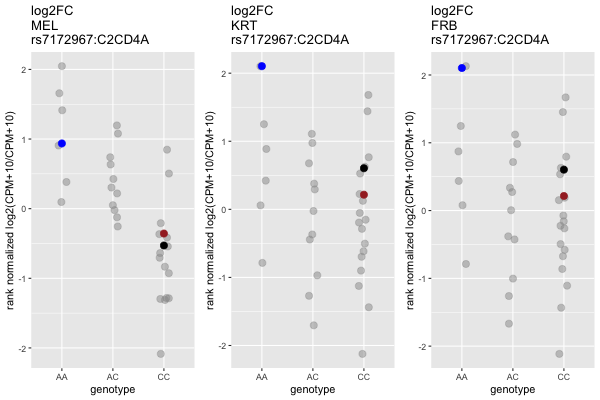 log2FC
MEL
rs7172967:C2CD4A
rank normalized log2(CPM+10/CPM+10)
2
1
0
-1
-2
AA
AC
CC
genotype
log2FC
KRT
rs7172967:C2CD4A
rank normalized log2(CPM+10/CPM+10)
2
1
0
-1
-2
AA
AC
CC
genotype
log2FC
FRB
rs7172967:C2CD4A
rank normalized log2(CPM+10/CPM+10)
2
1
0
-1
-2
AA
AC
CC
genotype